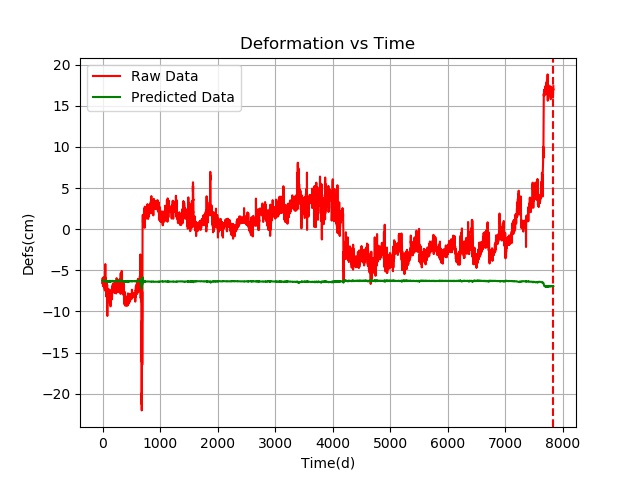 Deformation vs Time
Raw Data
Predicted Data
Defs(cm)
20
15
10
5
0
−5
−10
−15
−20
0 1000 2000 3000 4000 5000 6000 7000 8000
Time(d)